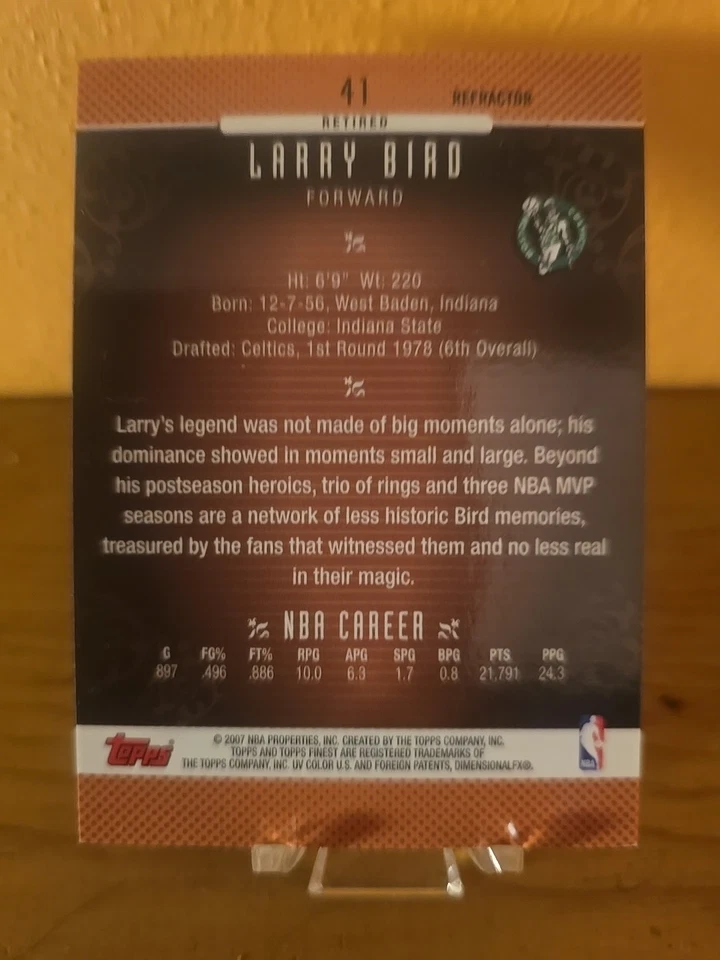 41
REFRACTOR
RETIRED
LARRY BIRD
FORWARD
Ht: 6'9" Wt: 220
Born: 12-7-56, West Baden, Indiana
College: Indiana State
Drafted: Celtics, 1st Round 1978 (6th Overall)
Larry's legend was not made of big moments alone; his
dominance showed in moments small and large. Beyond
his postseason heroics, trio of rings and three NBA MVP
seasons are a network of less historic Bird memories,
treasured by the fans that witnessed them and no less real
in their magic.
NBA CAREER
G FG% FT% RPG APG SPG BPG PTS PPG
897 .496 .886 10.0 6.3 1.7 0.8 21,791 24.3
Topps
© 2007 NBA PROPERTIES, INC. CREATED BY THE TOPPS COMPANY, INC.
TOPPS AND TOPPS FINEST ARE REGISTERED TRADEMARKS OF
THE TOPPS COMPANY, INC. UV COLOR U.S. AND FOREIGN PATENTS, DIMENSIONALFX®.
NBA